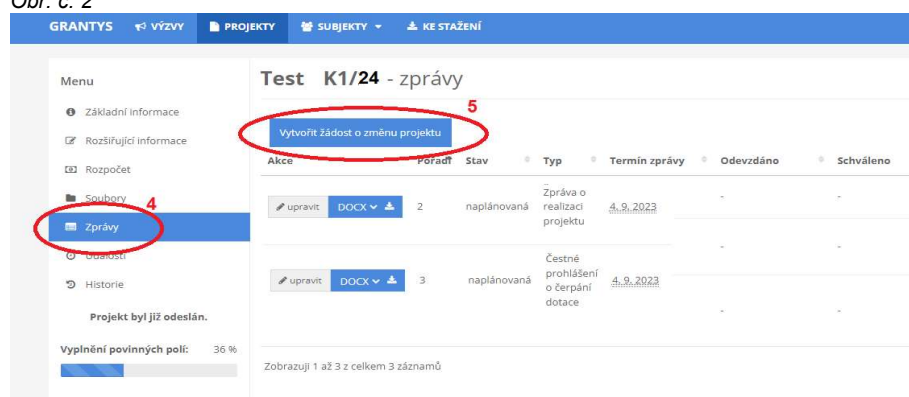 Obr. č. 2
GRANTYS VÝZVY PROJEKTY SUBJEKTY KE STAŽENÍ
Menu
Základní informace
Rozšiřující informace
Rozpočet
Soubory
4
Zprávy
Události
Historie
Projekt byl již odeslán.
Vyplnění povinných polí: 36 %
Test K1/24 - zprávy
5
Vytvořit žádost o změnu projektu
Akce Pořadí Stav Typ Termín zprávy Odevzdáno Schváleno
upravit DOCX 2 naplánovaná Zpráva o realizaci projektu 4. 9. 2023 - -
- -
upravit DOCX 3 naplánovaná Čestné prohlášení o čerpání dotace 4. 9. 2023
- -
Zobrazuji 1 až 3 z celkem 3 záznamů